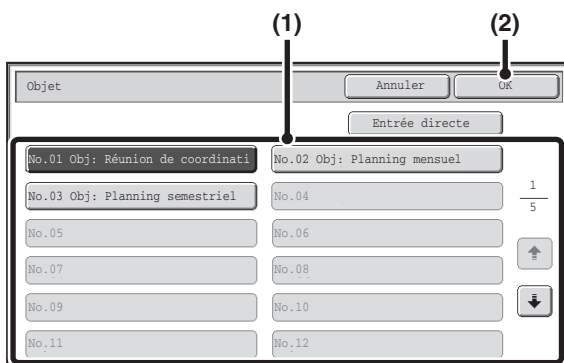 (1) (2)
Objet Annuler OK
Entrée directe
No.01 Obj: Réunion de coordinati No.02 Obj: Planning mensuel
No.03 Obj: Planning semestriel No.04
1
5
No.05 No.06
No.07 No.08
No.09 No.10
No.11 No.12